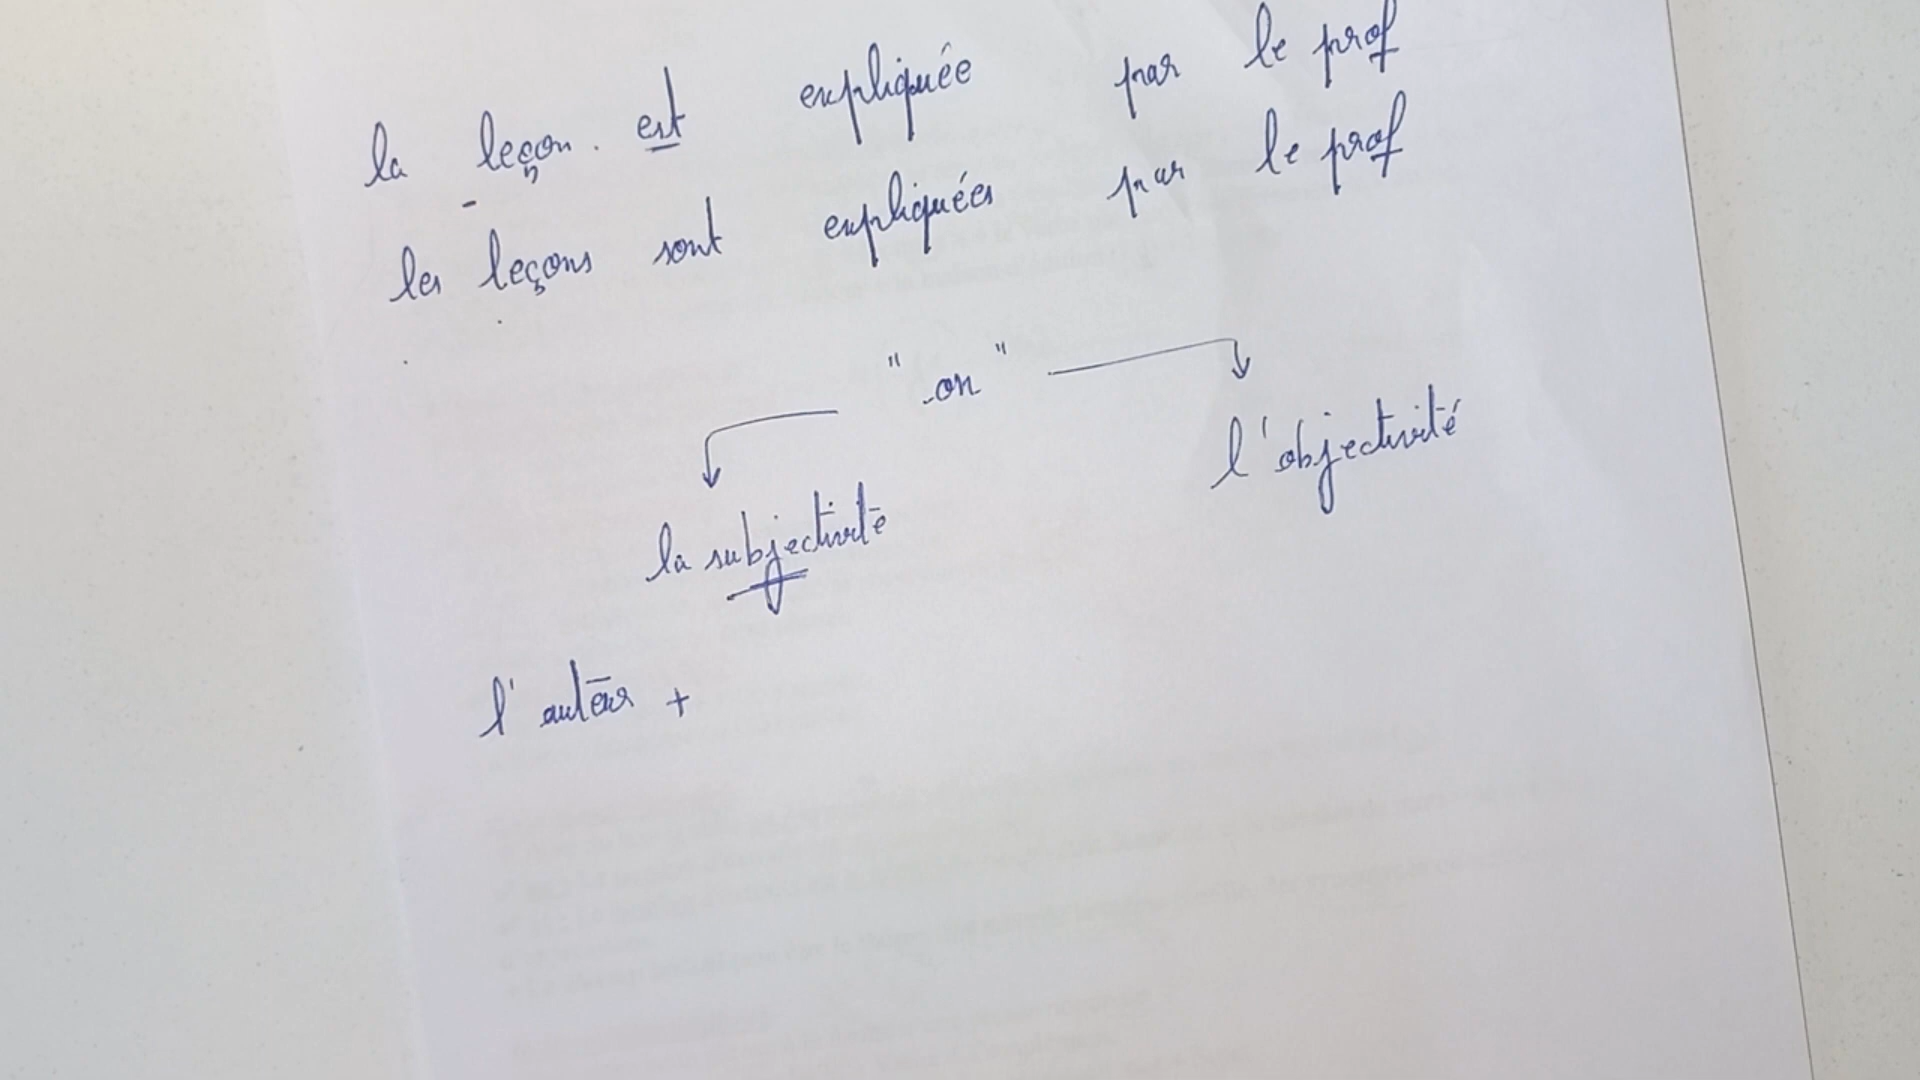 la leçon. est expliquée par le prof
les leçons sont expliquées par le prof
"on"
la subjectivité l'objectivité
l'auteur +